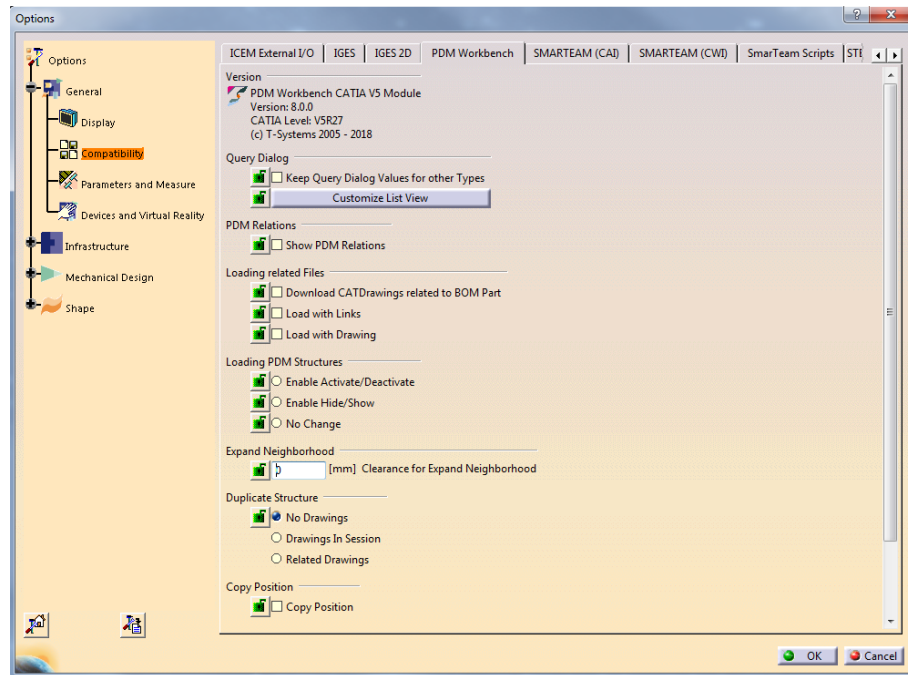 Options
Options
General
Display
Compatibility
Parameters and Measure
Devices and Virtual Reality
Infrastructure
Mechanical Design
Shape
ICEM External I/O
IGES
IGES 2D
PDM Workbench
SMARTEAM (CAI)
SMARTEAM (CWI)
SmarTeam Scripts
Version
PDM Workbench CATIA V5 Module
Version: 8.0.0
CATIA Level: V5R27
(c) T-Systems 2005 - 2018
Query Dialog
Keep Query Dialog Values for other Types
Customize List View
PDM Relations
Show PDM Relations
Loading related Files
Download CATDrawings related to BOM Part
Load with Links
Load with Drawing
Loading PDM Structures
Enable Activate/Deactivate
Enable Hide/Show
No Change
Expand Neighborhood
[mm] Clearance for Expand Neighborhood
Duplicate Structure
No Drawings
Drawings In Session
Related Drawings
Copy Position
Copy Position
OK
Cancel